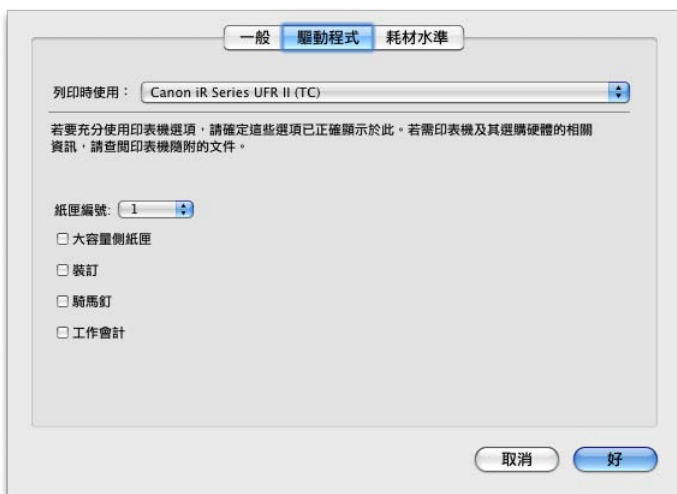 一般 驅動程式 耗材水準
列印時使用： Canon iR Series UFR II (TC)
若要充分使用印表機選項，請確定這些選項已正確顯示於此。若需印表機及其選購硬體的相關
資訊，請查閱印表機隨附的文件。
紙匣編號: 1
大容量側紙匣
裝訂
騎馬釘
工作會計
取消 好